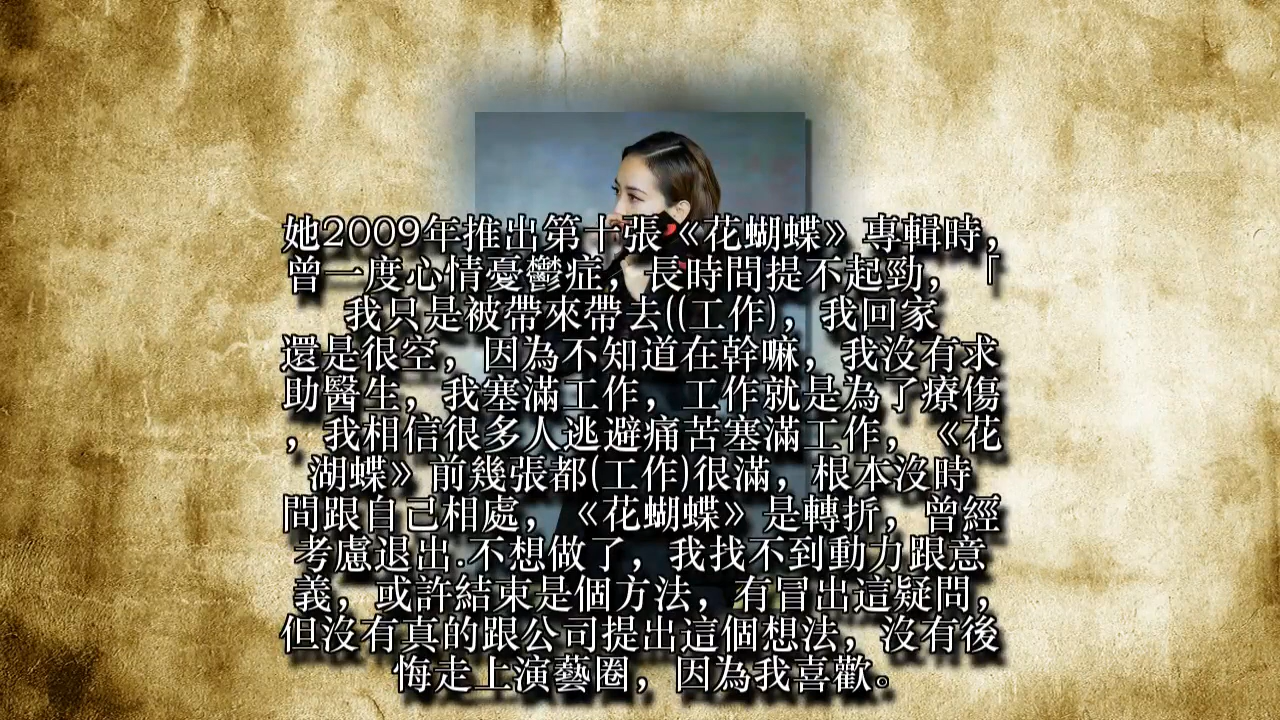 她2009年推出第十張《花蝴蝶》專輯時，
曾一度心情憂鬱症，長時間提不起勁，「
我只是被帶來帶去((工作)，我回家
還是很空，因為不知道在幹嘛，我沒有求
助醫生，我塞滿工作，工作就是為了療傷
，我相信很多人逃避痛苦塞滿工作，《花
湖蝶》前幾張都(工作)很滿，根本沒時
間跟自己相處，《花蝴蝶》是轉折，曾經
考慮退出.不想做了，我找不到動力跟意
義，或許結束是個方法，有冒出這疑問，
但沒有真的跟公司提出這個想法，沒有後
悔走上演藝圈，因為我喜歡。